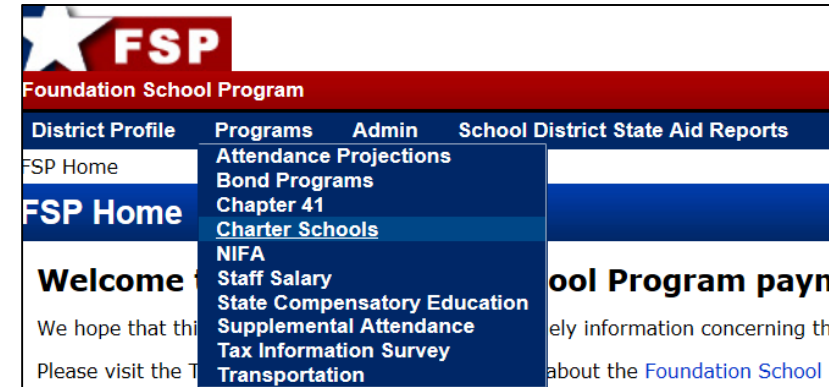 FSP
Foundation School Program
District Profile Programs Admin School District State Aid Reports
FSP Home
FSP Home
Attendance Projections
Bond Programs
Chapter 41
Charter Schools
NIFA
Staff Salary
State Compensatory Education
Supplemental Attendance
Tax Information Survey
Transportation
Welcome ool Program payn
We hope that thi ely information concerning th
Please visit the T about the Foundation School